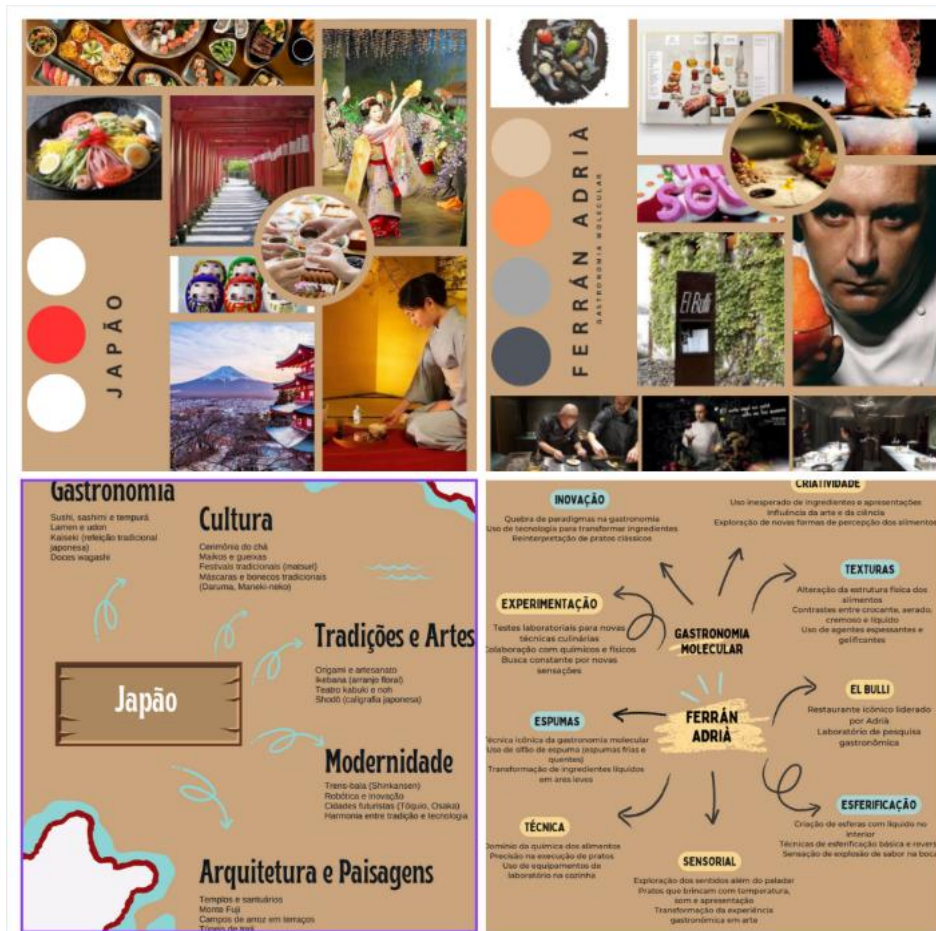 JAPÃO
FERRÁN ADRIÀ
GASTRONOMIA MOLECULAR
El Bulli
Gastronomia
Sushi, sashimi e tempurá
Lamen e udon
Kaiseki (refeição tradicional
japonesa)
Doces wagashi
Cultura
Cerimônia do chá
Maikos e gueixas
Festivais tradicionais (matsuri)
Máscaras e bonecos tradicionais
(Daruma, Maneki-neko)
Tradições e Artes
Origami e artesanato
Ikebana (arranjo floral)
Teatro kabuki e noh
Shodō (caligrafia japonesa)
Japão
Modernidade
Trens-bala (Shinkansen)
Robótica e inovação
Cidades futuristas (Tóquio, Osaka)
Harmonia entre tradição e tecnologia
Arquitetura e Paisagens
Templos e santuários
Monte Fuji
Campos de arroz em terraços
Túneis de torii
CRIATIVIDADE
Uso inesperado de ingredientes e apresentações
Influência da arte e da ciência
Exploração de novas formas de percepção dos alimentos
INOVAÇÃO
Quebra de paradigmas na gastronomia
Uso de tecnologia para transformar ingredientes
Reinterpretação de pratos clássicos
TEXTURAS
Alteração da estrutura física dos
alimentos
Contrastes entre crocante, aerado,
cremoso e líquido
Uso de agentes espessantes e
gelificantes
EXPERIMENTAÇÃO
Testes laboratoriais para novas
técnicas culinárias
Colaboração com químicos e físicos
Busca constante por novas
sensações
GASTRONOMIA
MOLECULAR
FERRÁN
ADRIÀ
EL BULLI
Restaurante icônico liderado
por Adrià
Laboratório de pesquisa
gastronômica
ESPUMAS
Técnica icônica da gastronomia molecular
Uso de sifão de espuma (espumas frias e
quentes)
Transformação de ingredientes líquidos
em ares leves
ESFERIFICAÇÃO
Criação de esferas com líquido no
interior
Técnicas de esferificação básica e revers
Sensação de explosão de sabor na boca
TÉCNICA
Domínio da química dos alimentos
Precisão na execução de pratos
Uso de equipamentos de
laboratório na cozinha
SENSORIAL
Exploração dos sentidos além do paladar
Pratos que brincam com temperatura,
som e apresentação
Transformação da experiência
gastronômica em arte